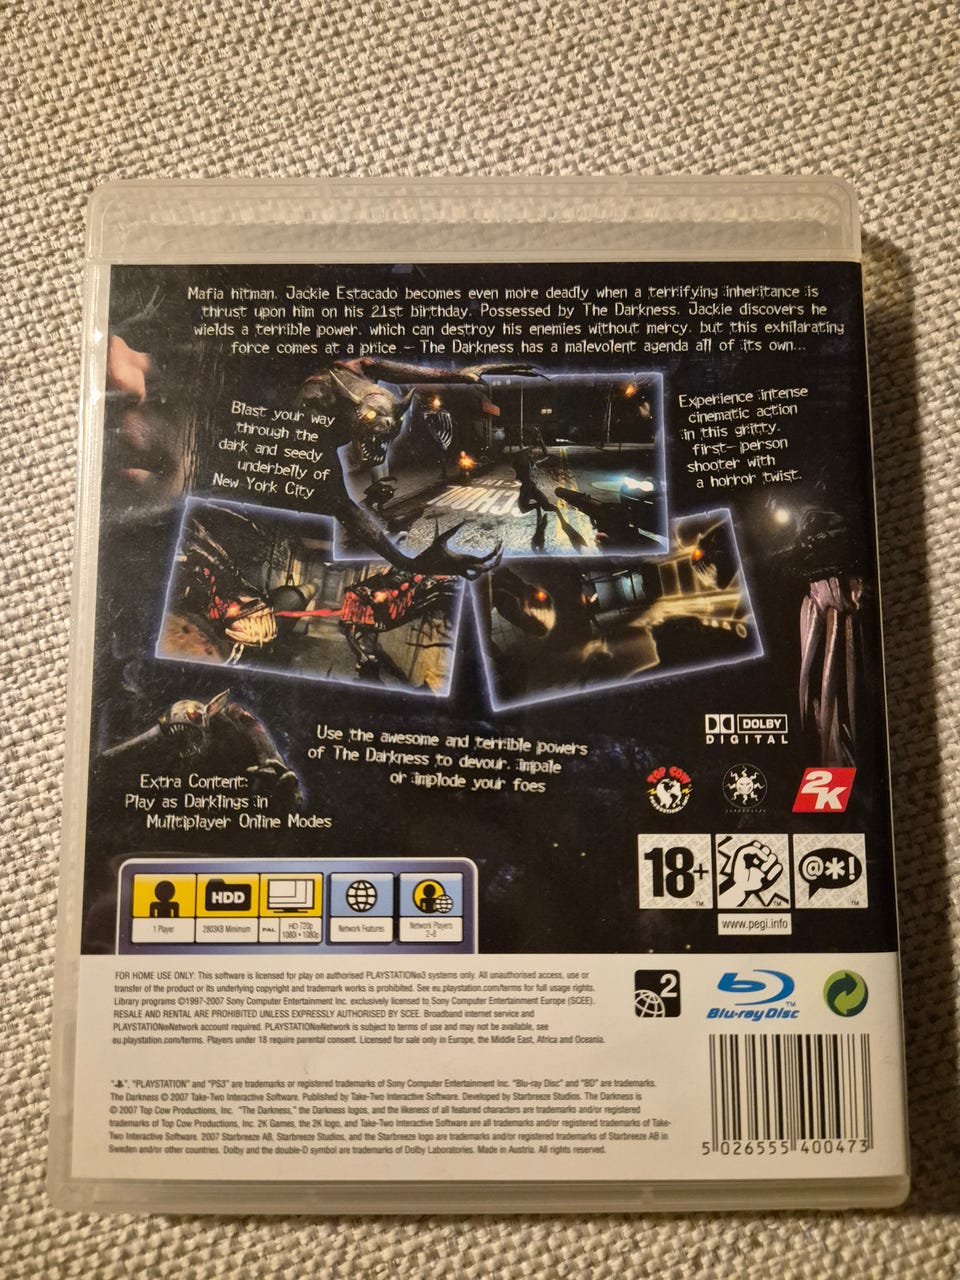 Mafia hitman, Jackie Estacado becomes even more deadly when a terrifying inheritance is
thrust upon him on his 21st birthday. Possessed by The Darkness, Jackie discovers he
wields a terrible power, which can destroy his enemies without mercy, but this exhilarating
force comes at a price – The Darkness has a malevolent agenda all of its own...
Blast your way
through the
dark and seedy
underbelly of
New York City
Experience intense
cinematic action
in this gritty,
first-person
shooter with
a horror twist.
Use the awesome and terrible powers
of The Darkness to devour, impale
or implode your foes
Extra Content:
Play as Darklings in
Mulltiplayer Online Modes
DOLBY
DIGITAL
TOP COW
2K
18+
@*!
www.pegi.info
HDD
1 Player
2803KB Minimum
PAL
HD 720p
1080i • 1080p
Network Features
Network Players
2-8
FOR HOME USE ONLY: This software is licensed for play on authorised PLAYSTATION®3 systems only. All unauthorised access, use or
transfer of the product or its underlying copyright and trademark works is prohibited. See eu.playstation.com/terms for full usage rights.
Library programs ©1997-2007 Sony Computer Entertainment Inc. exclusively licensed to Sony Computer Entertainment Europe (SCEE).
RESALE AND RENTAL ARE PROHIBITED UNLESS EXPRESSLY AUTHORISED BY SCEE. Broadband internet service and
PLAYSTATION®Network account required. PLAYSTATION®Network is subject to terms of use and may not be available, see
eu.playstation.com/terms. Players under 18 require parental consent. Licensed for sale only in Europe, the Middle East, Africa and Oceania.
2
Blu-ray Disc™
", "PLAYSTATION" and "PS3" are trademarks or registered trademarks of Sony Computer Entertainment Inc. "Blu-ray Disc" and "BD" are trademarks.
The Darkness © 2007 Take-Two Interactive Software. Published by Take-Two Interactive Software. Developed by Starbreeze Studios. The Darkness is
© 2007 Top Cow Productions, Inc. "The Darkness," the Darkness logos, and the likeness of all featured characters are trademarks and/or registered
trademarks of Top Cow Productions, Inc. 2K Games, the 2K logo, and Take-Two Interactive Software are all trademarks and/or registered trademarks of Take-
Two Interactive Software. 2007 Starbreeze AB, Starbreeze Studios, and the Starbreeze logo are trademarks and/or registered trademarks of Starbreeze AB in
Sweden and/or other countries. Dolby and the double-D symbol are trademarks of Dolby Laboratories. Made in Austria. All rights reserved.
5 026555 400473